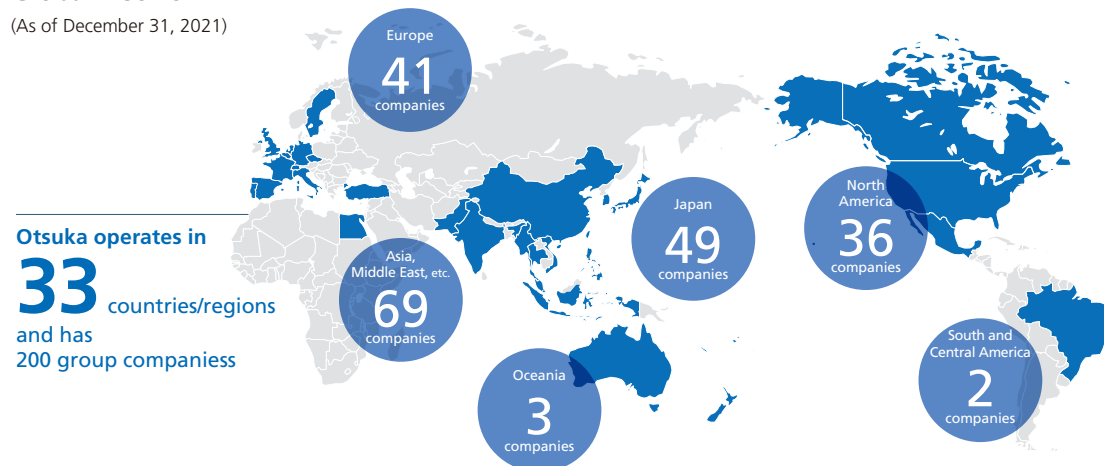 (As of December 31, 2021)
Europe
41
companies
Otsuka operates in
33 countries/regions
and has
200 group companiess
Asia,
Middle East, etc.
69
companies
Japan
49
companies
North
America
36
companies
Oceania
3
companies
South and
Central America
2
companies